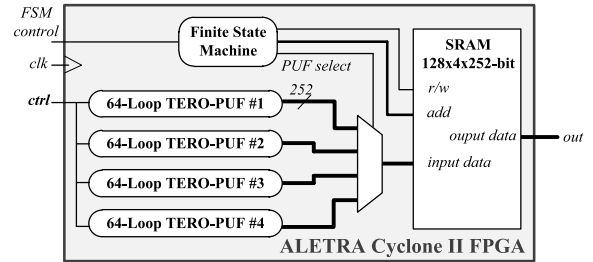 FSM
control
clk
ctrl
Finite State
Machine
PUF select
252
64-Loop TERO-PUF #1
64-Loop TERO-PUF #2
64-Loop TERO-PUF #3
64-Loop TERO-PUF #4
SRAM
128x4x252-bit
r/w
add
ouput data
input data
out
ALETRA Cyclone II FPGA